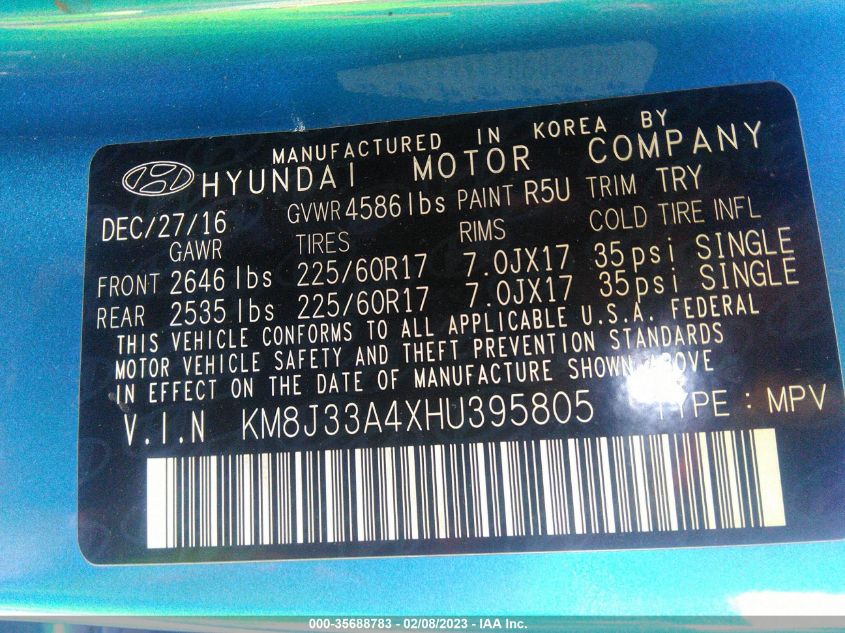 MANUFACTURED IN KOREA BY
HYUNDAI MOTOR COMPANY
DEC/27/16 GVWR 4586 lbs PAINT R5U TRIM TRY
GAWR TIRES RIMS COLD TIRE INFL
FRONT 2646 lbs 225/60R17 7.0JX17 35psi SINGLE
REAR 2535 lbs 225/60R17 7.0JX17 35psi SINGLE
THIS VEHICLE CONFORMS TO ALL APPLICABLE U.S.A. FEDERAL
MOTOR VEHICLE SAFETY AND THEFT PREVENTION STANDARDS
IN EFFECT ON THE DATE OF MANUFACTURE SHOWN ABOVE
V.I.N KM8J33A4XHU395805 TYPE : MPV
000-35688783 - 02/08/2023 - IAA Inc.